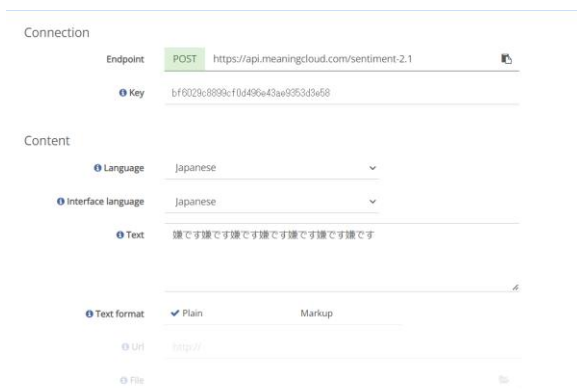 Connection
Endpoint POST https://api.meaningcloud.com/sentiment-2.1
Key bf6029c8899cf0d496e43ae9353d3e58
Content
Language Japanese
Interface language Japanese
Text 嫌です嫌です嫌です嫌です嫌です嫌です嫌です
Text format Plain Markup
Url http://
File